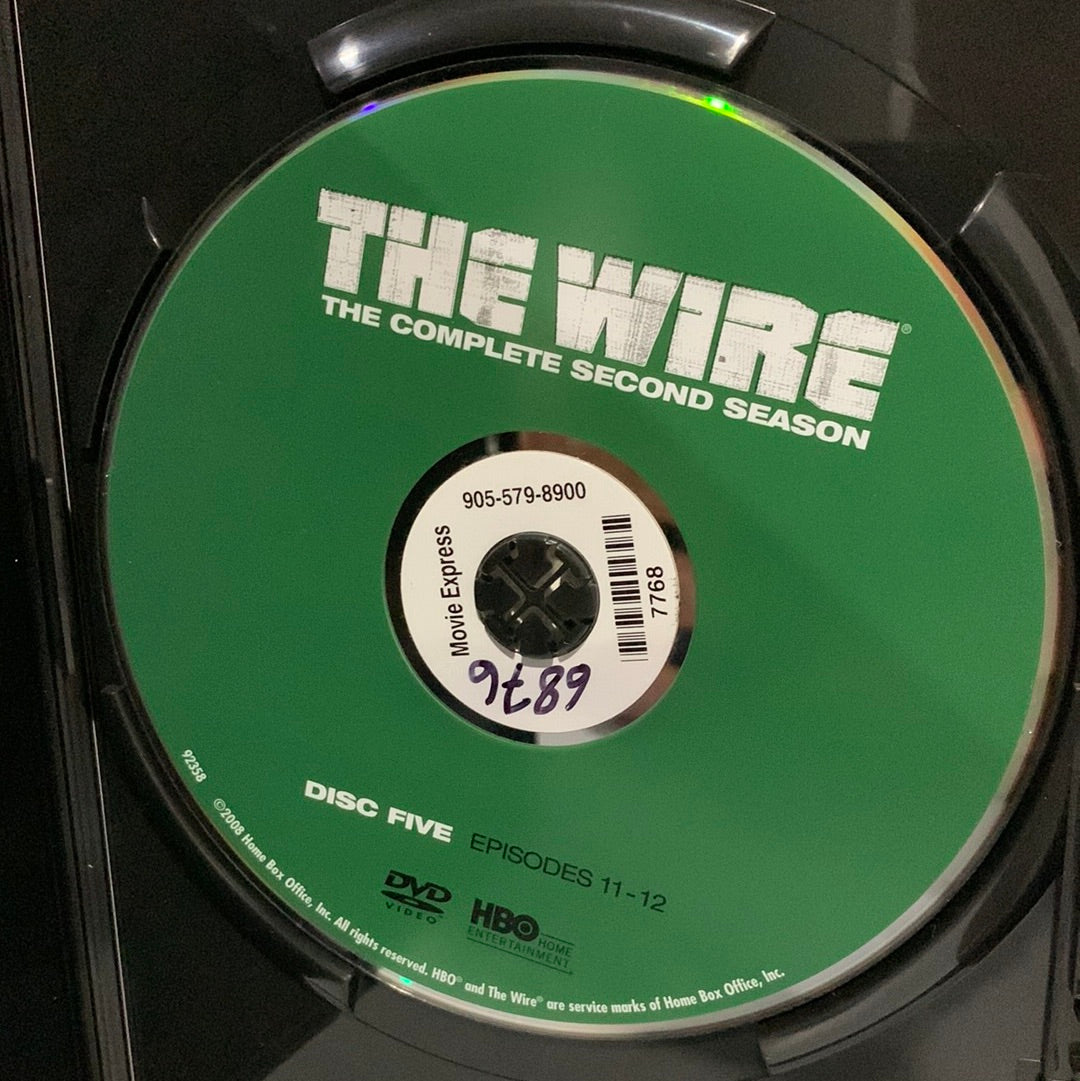 THE WIRE®
THE COMPLETE SECOND SEASON
905-579-8900
Movie Express
7768
6876
DISC FIVE EPISODES 11-12
DVD
VIDEO
HBO HOME
ENTERTAINMENT
92358
©2008 Home Box Office, Inc. All rights reserved. HBO® and The Wire® are service marks of Home Box Office, Inc.